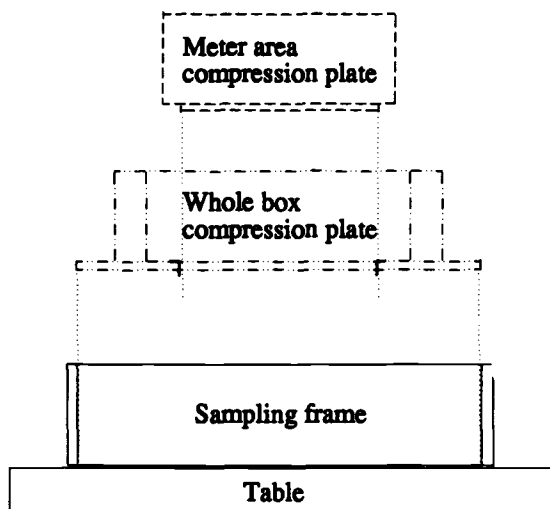 Meter area
compression plate
Whole box
compression plate
Sampling frame
Table